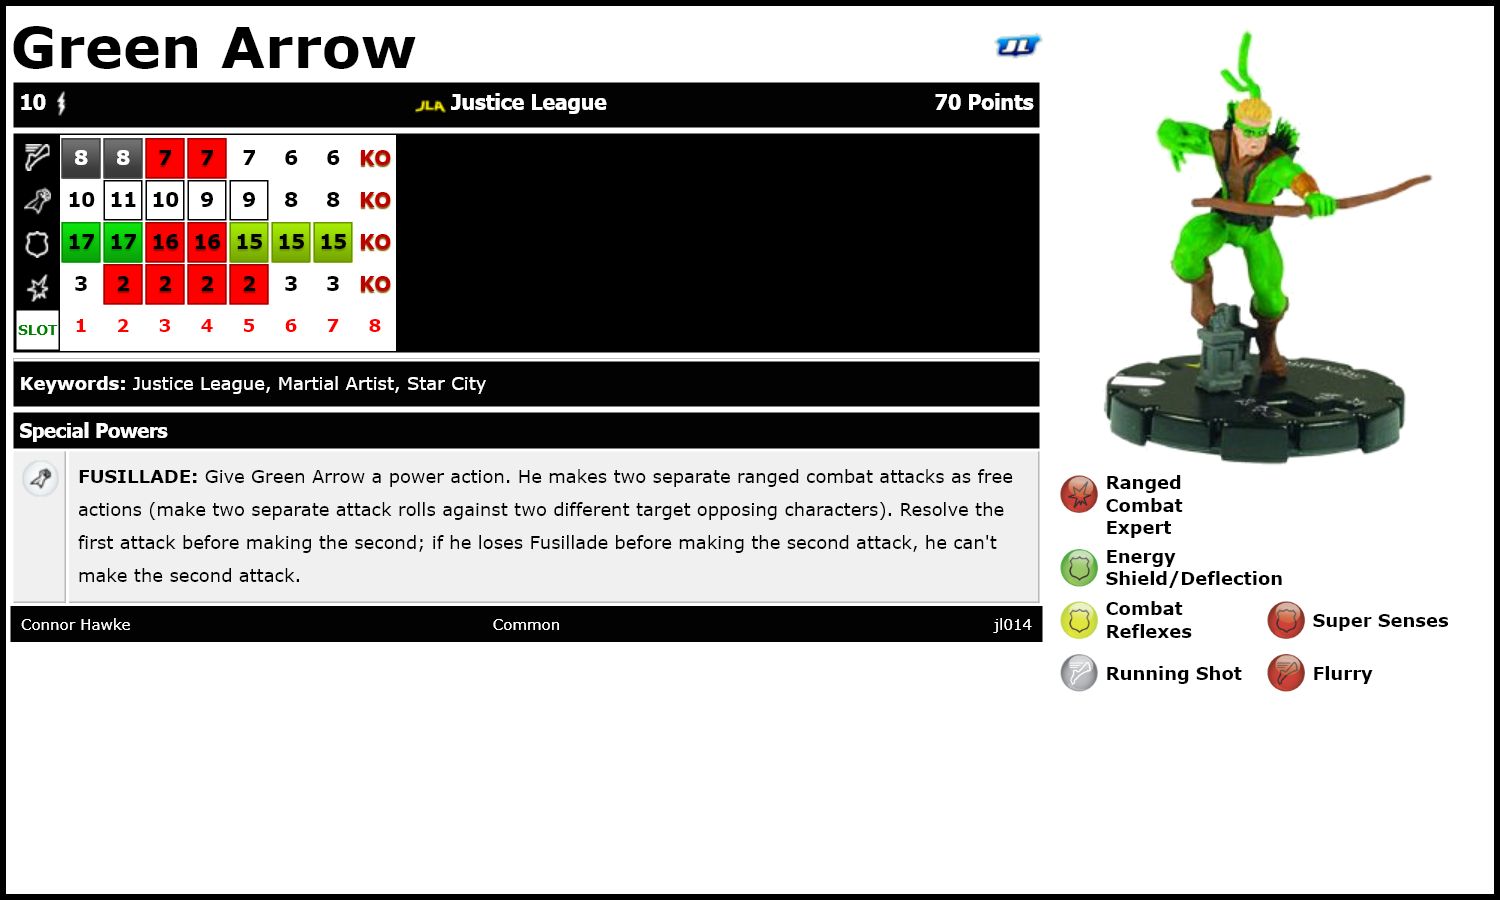 Green Arrow
JL
10 JLA Justice League 70 Points
8 8 7 7 7 6 6 KO
10 11 10 9 9 8 8 KO
17 17 16 16 15 15 15 KO
3 2 2 2 2 3 3 KO
SLOT 1 2 3 4 5 6 7 8
Keywords: Justice League, Martial Artist, Star City
Special Powers
FUSILLADE: Give Green Arrow a power action. He makes two separate ranged combat attacks as free
actions (make two separate attack rolls against two different target opposing characters). Resolve the
first attack before making the second; if he loses Fusillade before making the second attack, he can't
make the second attack.
Connor Hawke Common jl014
Ranged
Combat
Expert
Energy
Shield/Deflection
Combat
Reflexes
Super Senses
Running Shot Flurry